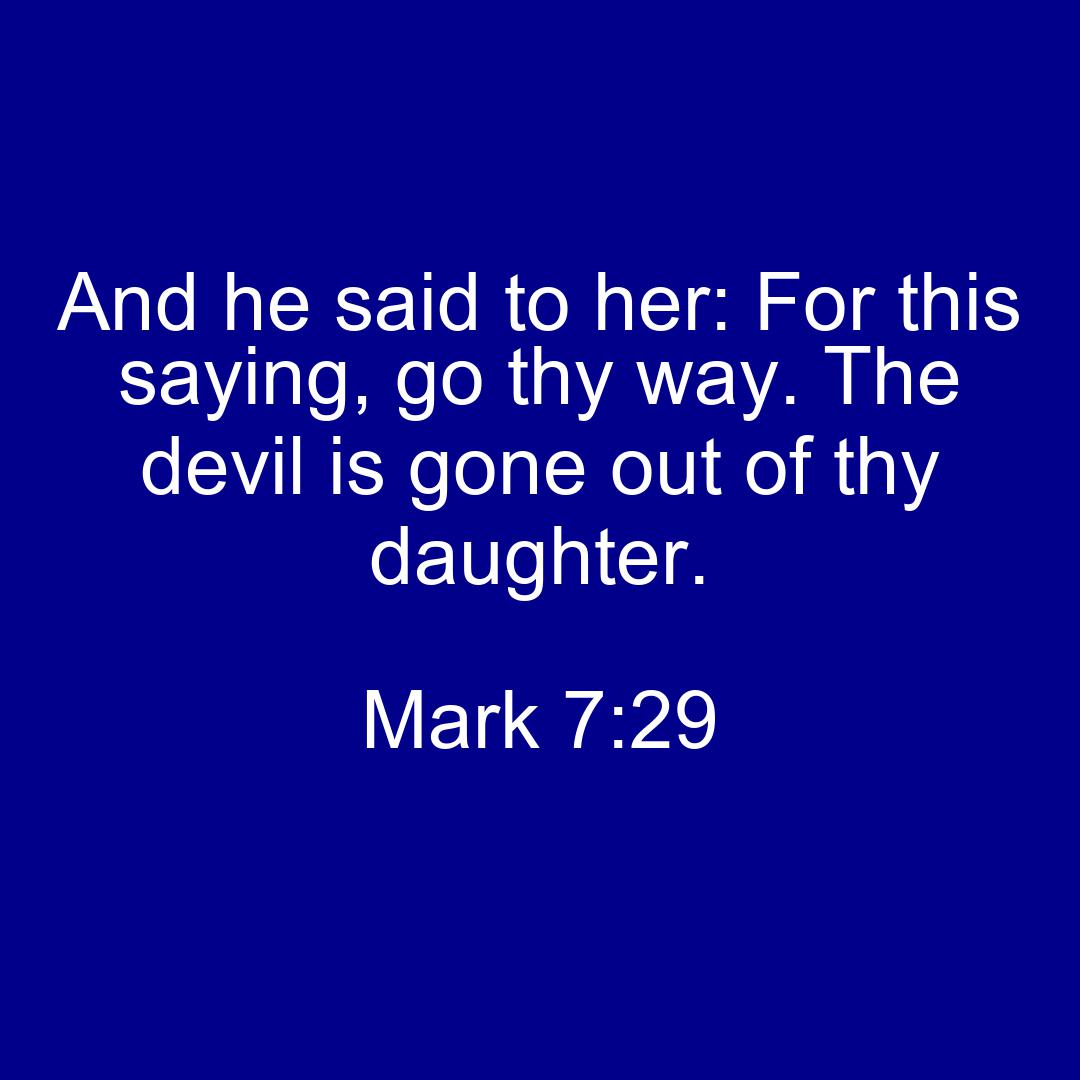 And he said to her: For this
saying, go thy way. The
devil is gone out of thy
daughter.
Mark 7:29